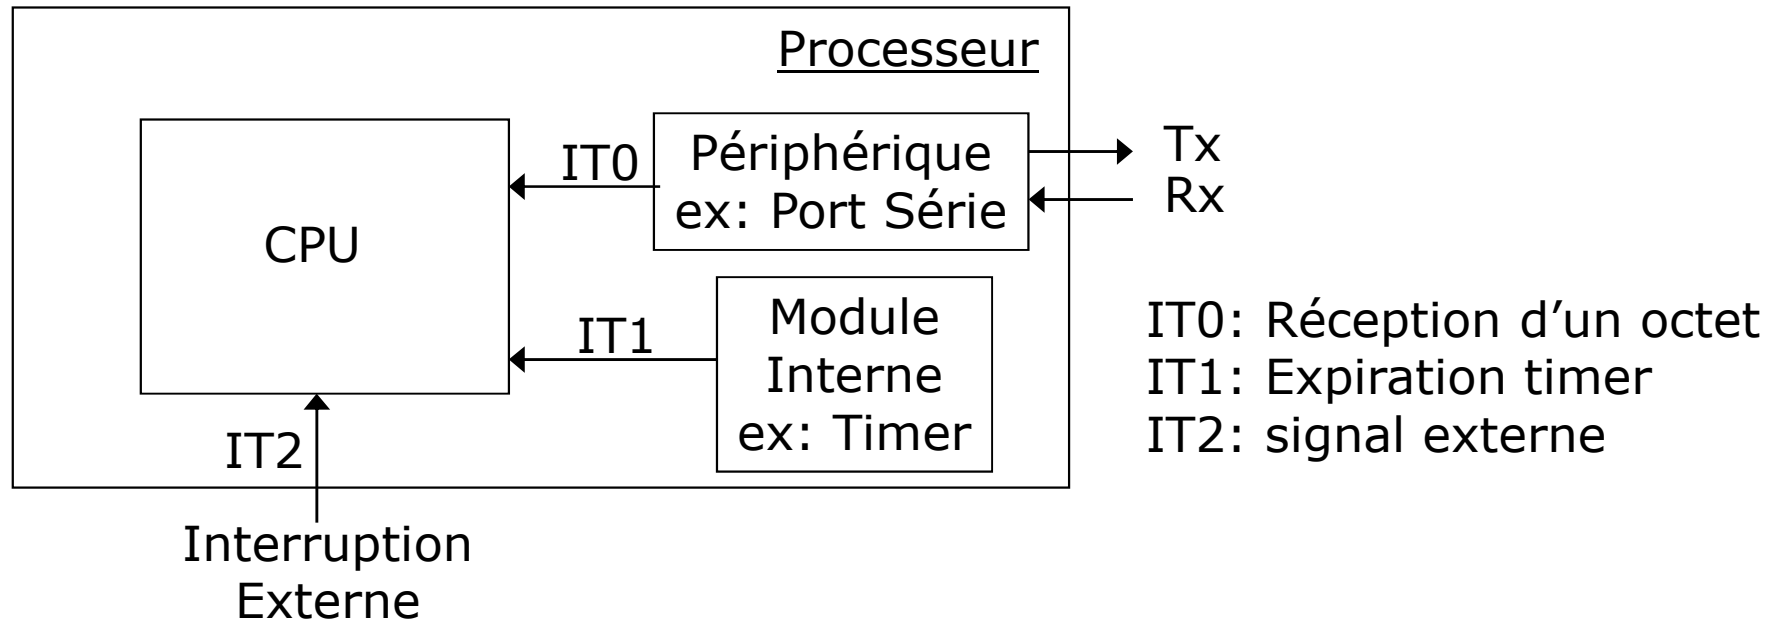 Processeur
CPU
IT0
Périphérique
ex: Port Série
Tx
Rx
IT1
Module
Interne
ex: Timer
IT2
Interruption
Externe
IT0: Réception d’un octet
IT1: Expiration timer
IT2: signal externe